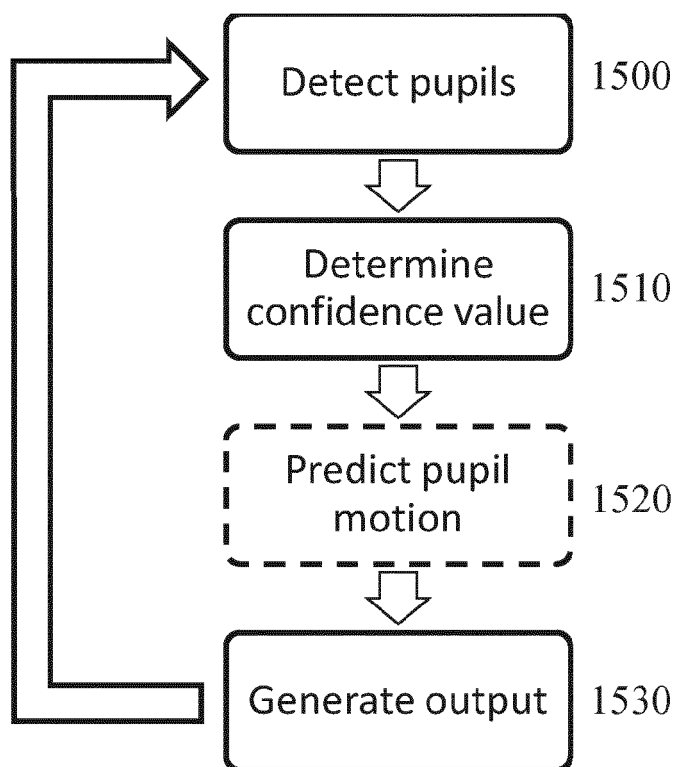 Detect pupils
1500
Determine
confidence value
1510
Predict pupil
motion
1520
Generate output
1530